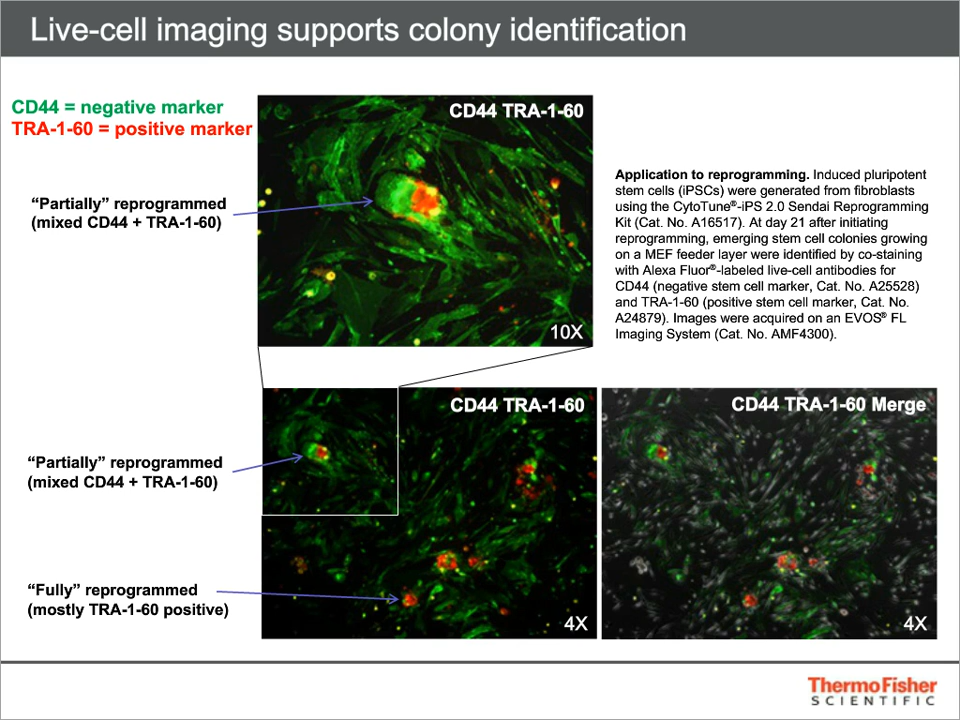 Live-cell imaging supports colony identification
CD44 = negative marker
TRA-1-60 = positive marker
CD44 TRA-1-60
“Partially” reprogrammed
(mixed CD44 + TRA-1-60)
10X
Application to reprogramming. Induced pluripotent
stem cells (iPSCs) were generated from fibroblasts
using the CytoTune®-iPS 2.0 Sendai Reprogramming
Kit (Cat. No. A16517). At day 21 after initiating
reprogramming, emerging stem cell colonies growing
on a MEF feeder layer were identified by co-staining
with Alexa Fluor®-labeled live-cell antibodies for
CD44 (negative stem cell marker, Cat. No. A25528)
and TRA-1-60 (positive stem cell marker, Cat. No.
A24879). Images were acquired on an EVOS® FL
Imaging System (Cat. No. AMF4300).
CD44 TRA-1-60
CD44 TRA-1-60 Merge
“Partially” reprogrammed
(mixed CD44 + TRA-1-60)
“Fully” reprogrammed
(mostly TRA-1-60 positive)
4X
4X
ThermoFisher
SCIENTIFIC